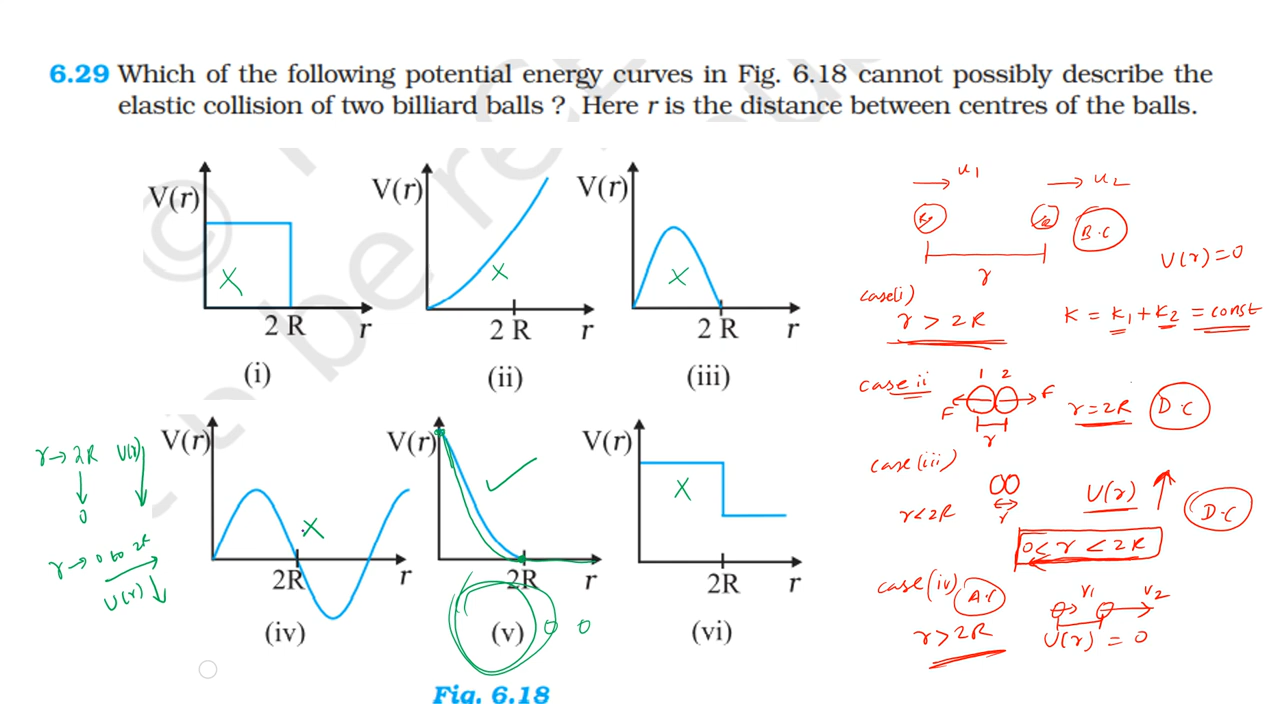 6.29 Which of the following potential energy curves in Fig. 6.18 cannot possibly describe the
elastic collision of two billiard balls ? Here r is the distance between centres of the balls.
V(r)
X
2 R
r
(i)
V(r)
X
2 R
r
(ii)
V(r)
X
2 R
r
(iii)
V(r)
X
2R
r
(iv)
V(r)
2R
r
(v)
V(r)
X
2R
r
(vi)
Fig. 6.18
r → 2R V(r) ↓
↓
0
r → 0 to 2R
U(r) ↓
→ u1 → u2
B.C
r
V(r) = 0
case(i)
r > 2R
K = K1 + K2 = const
case ii
1 2
F F
r
r = 2R D.C
case(iii)
r < 2R
r
U(r) ↑ D.C
0 < r < 2R
case(iv) A.C
v1 v2
r > 2R
U(r) = 0